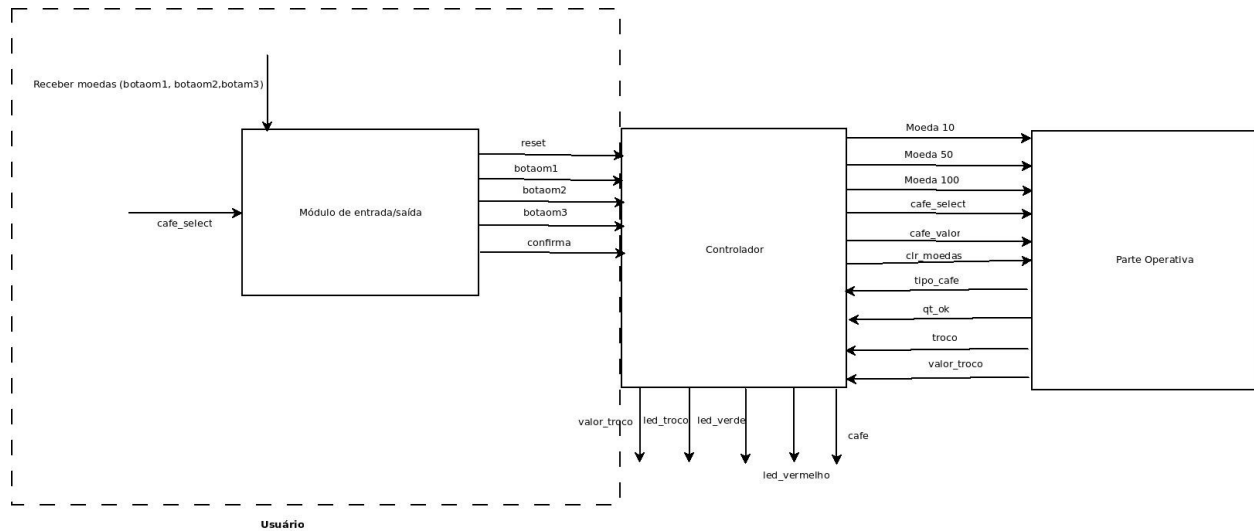 Receber moedas (botaom1, botaom2,botam3)
cafe_select
Módulo de entrada/saída
reset
botaom1
botaom2
botaom3
confirma
Controlador
Moeda 10
Moeda 50
Moeda 100
cafe_select
cafe_valor
clr_moedas
tipo_cafe
qt_ok
troco
valor_troco
Parte Operativa
valor_troco
led_troco
led_verde
led_vermelho
cafe
Usuário